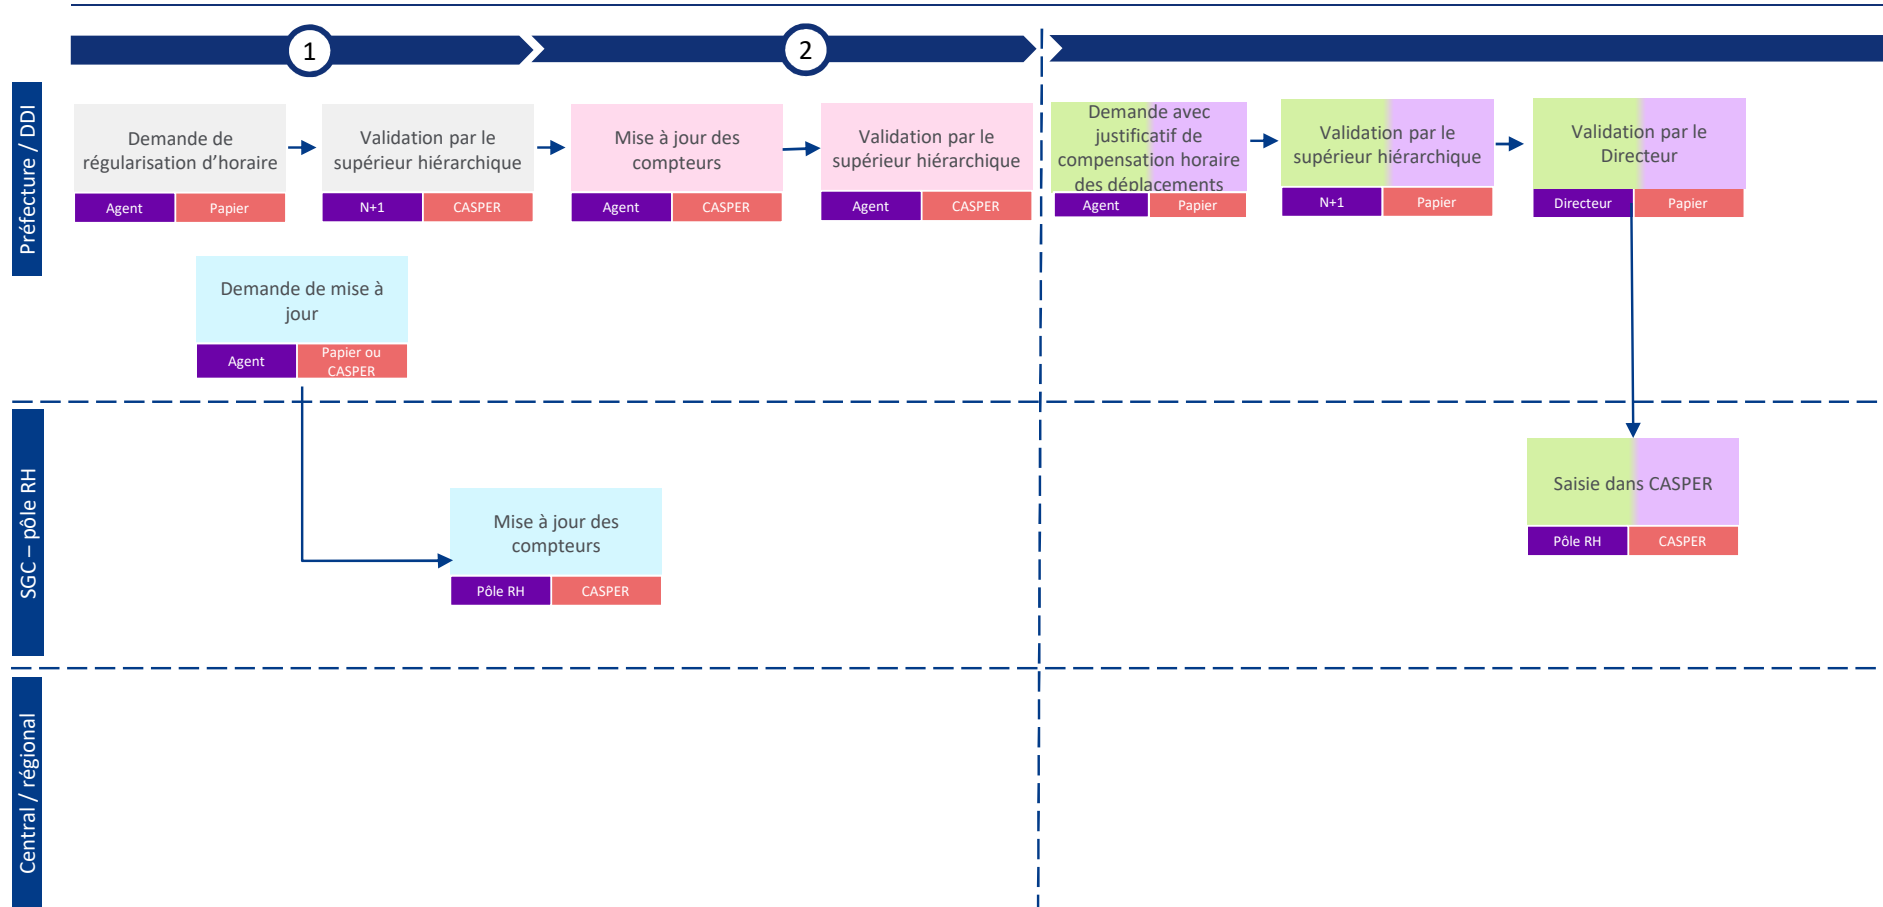 1
2
Préfecture / DDI
Demande de
régularisation d’horaire
Agent
Papier
Validation par le
supérieur hiérarchique
N+1
CASPER
Mise à jour des
compteurs
Agent
CASPER
Validation par le
supérieur hiérarchique
Agent
CASPER
Demande avec
justificatif de
compensation horaire
des déplacements
Agent
Papier
Validation par le
supérieur hiérarchique
N+1
Papier
Validation par le
Directeur
Directeur
Papier
Demande de mise à
jour
Agent
Papier ou
CASPER
SGC – pôle RH
Mise à jour des
compteurs
Pôle RH
CASPER
Saisie dans CASPER
Pôle RH
CASPER
Central / régional